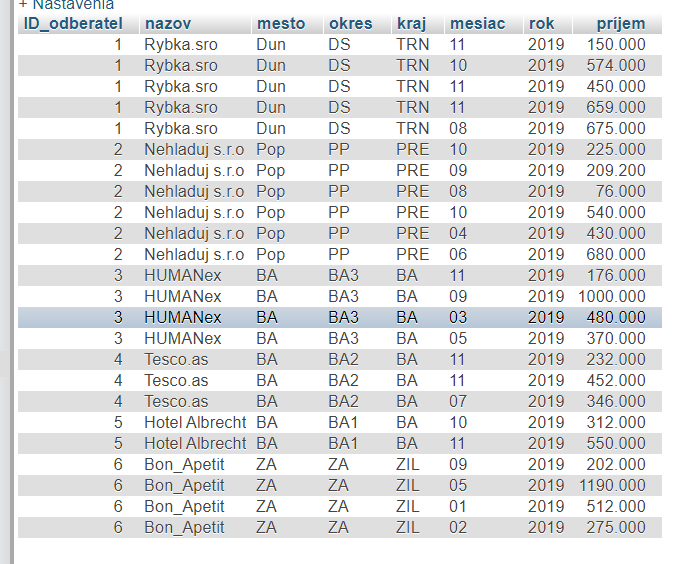 + Nastavenia
ID_odberatel nazov mesto okres kraj mesiac rok príjem
1 Rybka.sro Dun DS TRN 11 2019 150.000
1 Rybka.sro Dun DS TRN 10 2019 574.000
1 Rybka.sro Dun DS TRN 11 2019 450.000
1 Rybka.sro Dun DS TRN 11 2019 659.000
1 Rybka.sro Dun DS TRN 08 2019 675.000
2 Nehladuj s.r.o Pop PP PRE 10 2019 225.000
2 Nehladuj s.r.o Pop PP PRE 09 2019 209.200
2 Nehladuj s.r.o Pop PP PRE 08 2019 76.000
2 Nehladuj s.r.o Pop PP PRE 10 2019 540.000
2 Nehladuj s.r.o Pop PP PRE 04 2019 430.000
2 Nehladuj s.r.o Pop PP PRE 06 2019 680.000
3 HUMANex BA BA3 BA 11 2019 176.000
3 HUMANex BA BA3 BA 09 2019 1000.000
3 HUMANex BA BA3 BA 03 2019 480.000
3 HUMANex BA BA3 BA 05 2019 370.000
4 Tesco.as BA BA2 BA 11 2019 232.000
4 Tesco.as BA BA2 BA 11 2019 452.000
4 Tesco.as BA BA2 BA 07 2019 346.000
5 Hotel Albrecht BA BA1 BA 10 2019 312.000
5 Hotel Albrecht BA BA1 BA 11 2019 550.000
6 Bon_Apetit ZA ZA ZIL 09 2019 202.000
6 Bon_Apetit ZA ZA ZIL 05 2019 1190.000
6 Bon_Apetit ZA ZA ZIL 01 2019 512.000
6 Bon_Apetit ZA ZA ZIL 02 2019 275.000